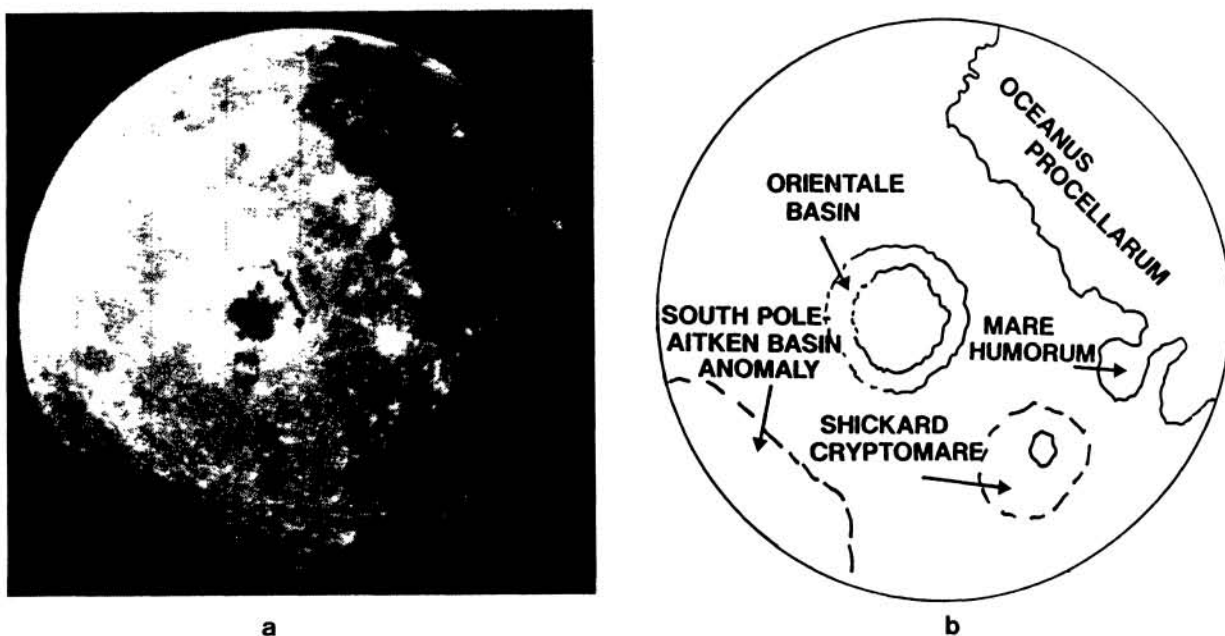 OCEANUS
PROCELLARUM
ORIENTALE
BASIN
SOUTH POLE-
AITKEN BASIN
ANOMALY
MARE
HUMORUM
SHICKARD
CRYPTOMARE
a
b